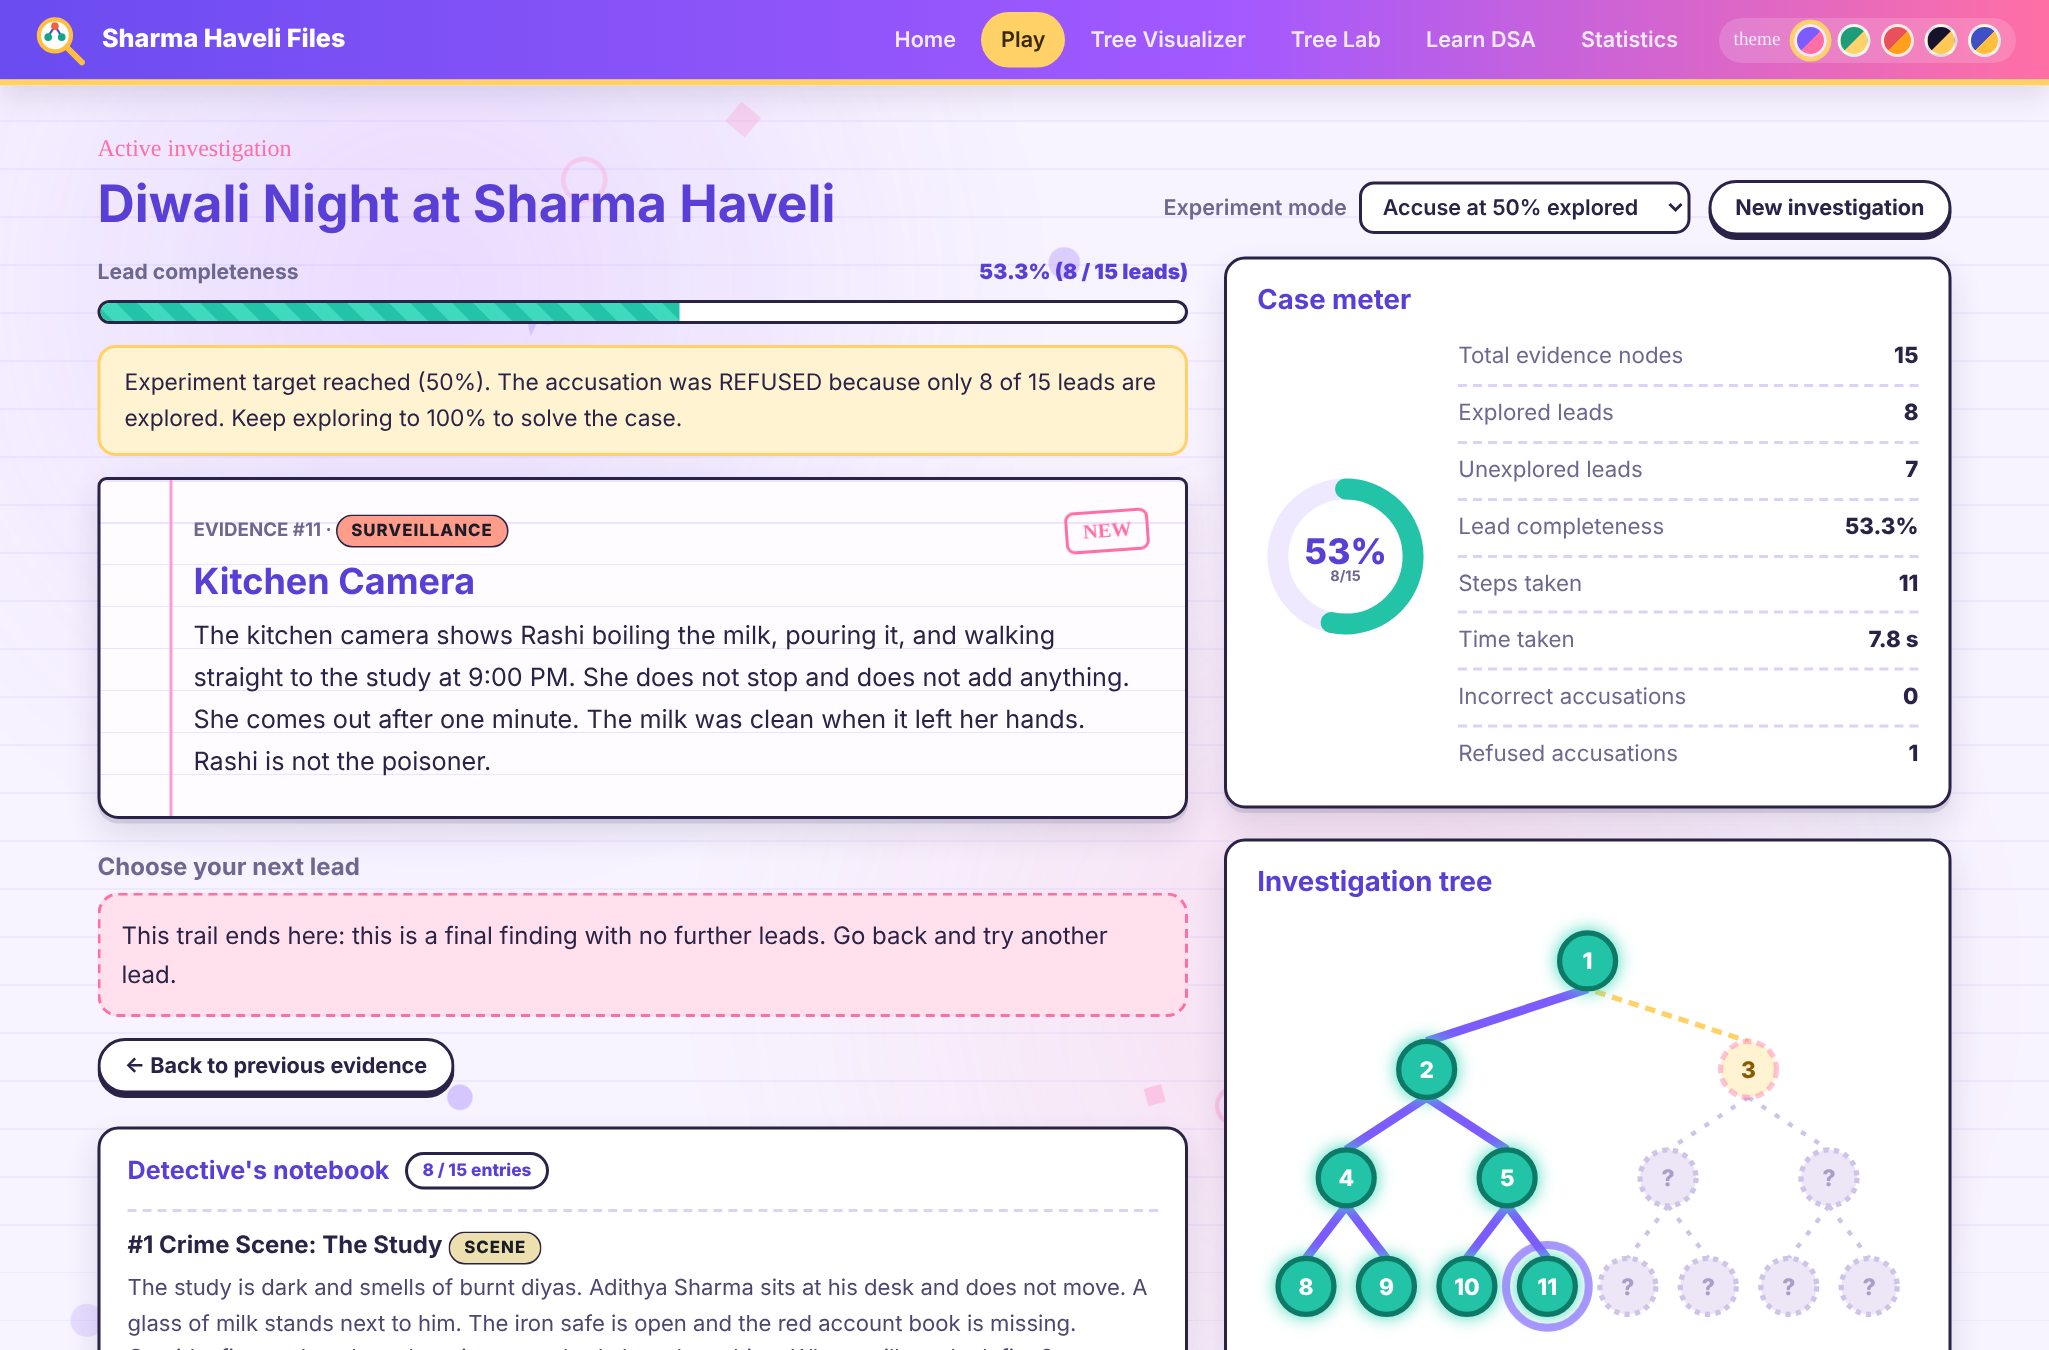 Sharma Haveli Files
Home Play Tree Visualizer Tree Lab Learn DSA Statistics theme
Active investigation
Diwali Night at Sharma Haveli
Experiment mode Accuse at 50% explored New investigation
Lead completeness 53.3% (8 / 15 leads)
Experiment target reached (50%). The accusation was REFUSED because only 8 of 15 leads are
explored. Keep exploring to 100% to solve the case.
EVIDENCE #11 · SURVEILLANCE NEW
Kitchen Camera
The kitchen camera shows Rashi boiling the milk, pouring it, and walking
straight to the study at 9:00 PM. She does not stop and does not add anything.
She comes out after one minute. The milk was clean when it left her hands.
Rashi is not the poisoner.
Choose your next lead
This trail ends here: this is a final finding with no further leads. Go back and try another
lead.
← Back to previous evidence
Detective's notebook 8 / 15 entries
#1 Crime Scene: The Study SCENE
The study is dark and smells of burnt diyas. Adithya Sharma sits at his desk and does not move. A
glass of milk stands next to him. The iron safe is open and the red account book is missing.
Case meter
53%
8/15
Total evidence nodes 15
Explored leads 8
Unexplored leads 7
Lead completeness 53.3%
Steps taken 11
Time taken 7.8 s
Incorrect accusations 0
Refused accusations 1
Investigation tree
1
2 3
4 5 ? ?
8 9 10 11 ? ? ? ?